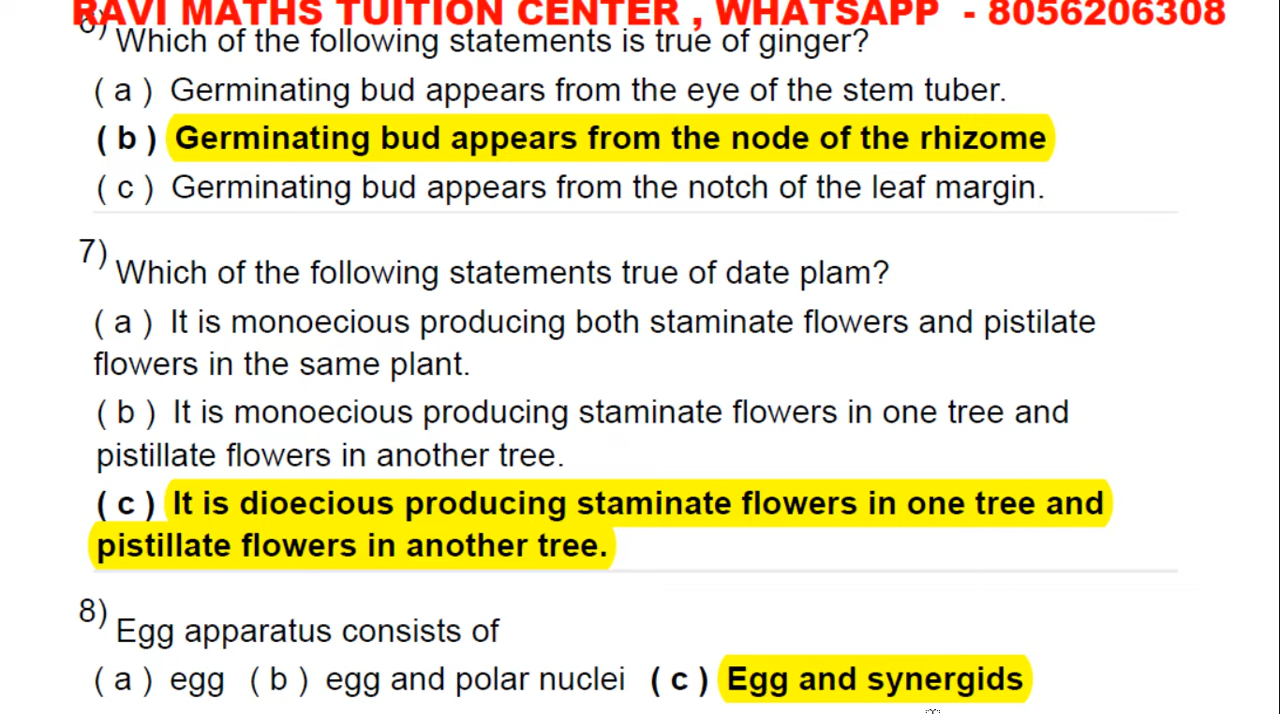 RAVI MATHS TUITION CENTER , WHATSAPP - 8056206308
6) Which of the following statements is true of ginger?
( a ) Germinating bud appears from the eye of the stem tuber.
( b ) Germinating bud appears from the node of the rhizome
( c ) Germinating bud appears from the notch of the leaf margin.
7) Which of the following statements true of date plam?
( a ) It is monoecious producing both staminate flowers and pistilate
flowers in the same plant.
( b ) It is monoecious producing staminate flowers in one tree and
pistillate flowers in another tree.
( c ) It is dioecious producing staminate flowers in one tree and
pistillate flowers in another tree.
8) Egg apparatus consists of
( a ) egg ( b ) egg and polar nuclei ( c ) Egg and synergids